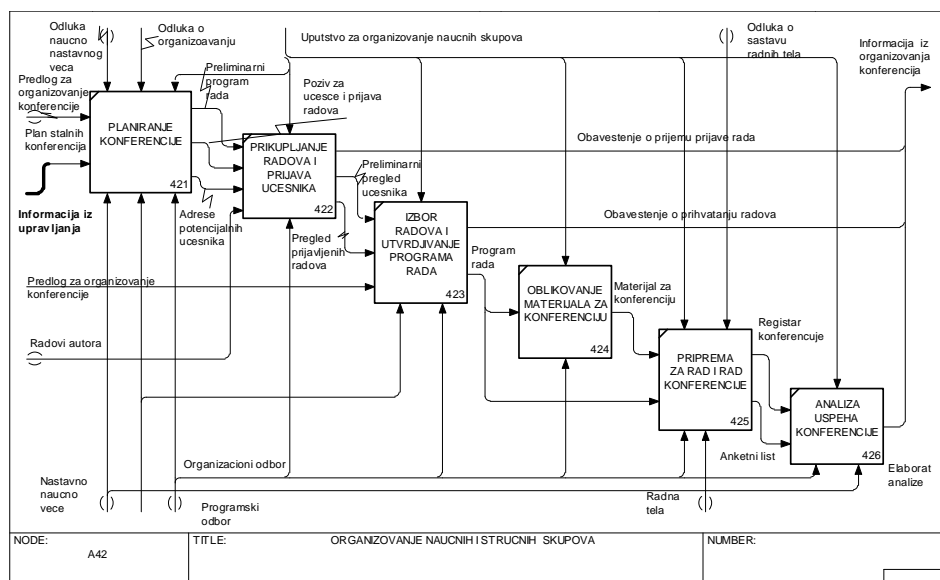 Odluka
naucno
nastavnog
veca
Odluka o
organizoavanju
Uputstvo za organizovanje naucnih skupova
Odluka o
sastavu
radnih tela
Informacija iz
organizovanja
konferencija
Predlog za
organizovanje
konferencije
Preliminarni
program
rada
Poziv za
ucesce i prijava
radova
Plan stalnih
konferencija
PLANIRANJE
KONFERENCIJE
421
Informacija iz
upravljanja
PRIKUPLJANJE
RADOVA I
PRIJAVA
UCESNIKA
422
Obavestenje o prijemu prijave rada
Preliminarni
pregled
ucesnika
Adrese
potencijalnih
ucesnika
Pregled
prijavljenih
radova
IZBOR
RADOVA I
UTVRDJIVANJE
PROGRAMA
RADA
423
Obavestenje o prihvatanju radova
Program
rada
Predlog za organizovanje
konferencije
OBLIKOVANJE
MATERIJALA ZA
KONFERENCIJU
424
Materijal za
konferenciju
Radovi autora
PRIPREMA
ZA RAD I RAD
KONFERENCIJE
425
Registar
konferencuje
ANALIZA
USPEHA
KONFERENCIJE
426
Anketni list
Elaborat
analize
Organizacioni odbor
Nastavno
naucno
vece
Programski
odbor
Radna
tela
NODE:
A42
TITLE:
ORGANIZOVANJE NAUCNIH I STRUCNIH SKUPOVA
NUMBER: